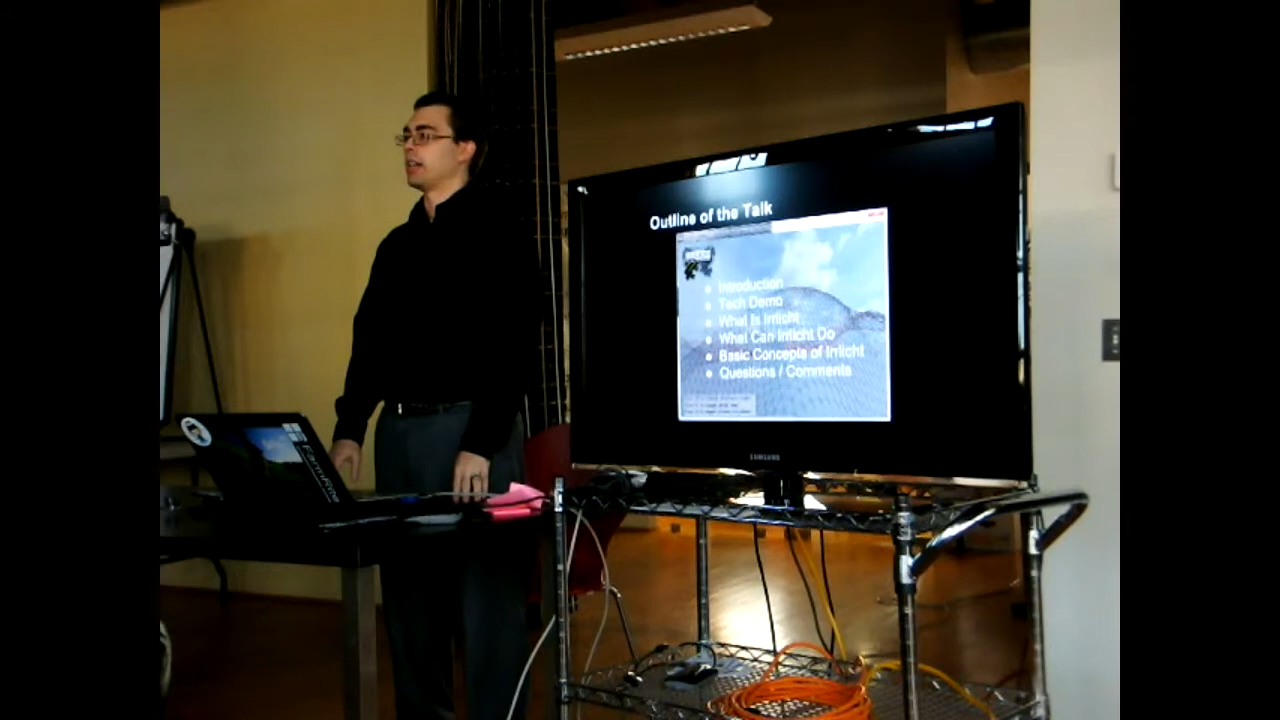 Outline of the Talk
Introduction
Tech Demo
What Is Irrlicht
What Can Irrlicht Do
Basic Concepts of Irrlicht
Questions / Comments
SAMSUNG